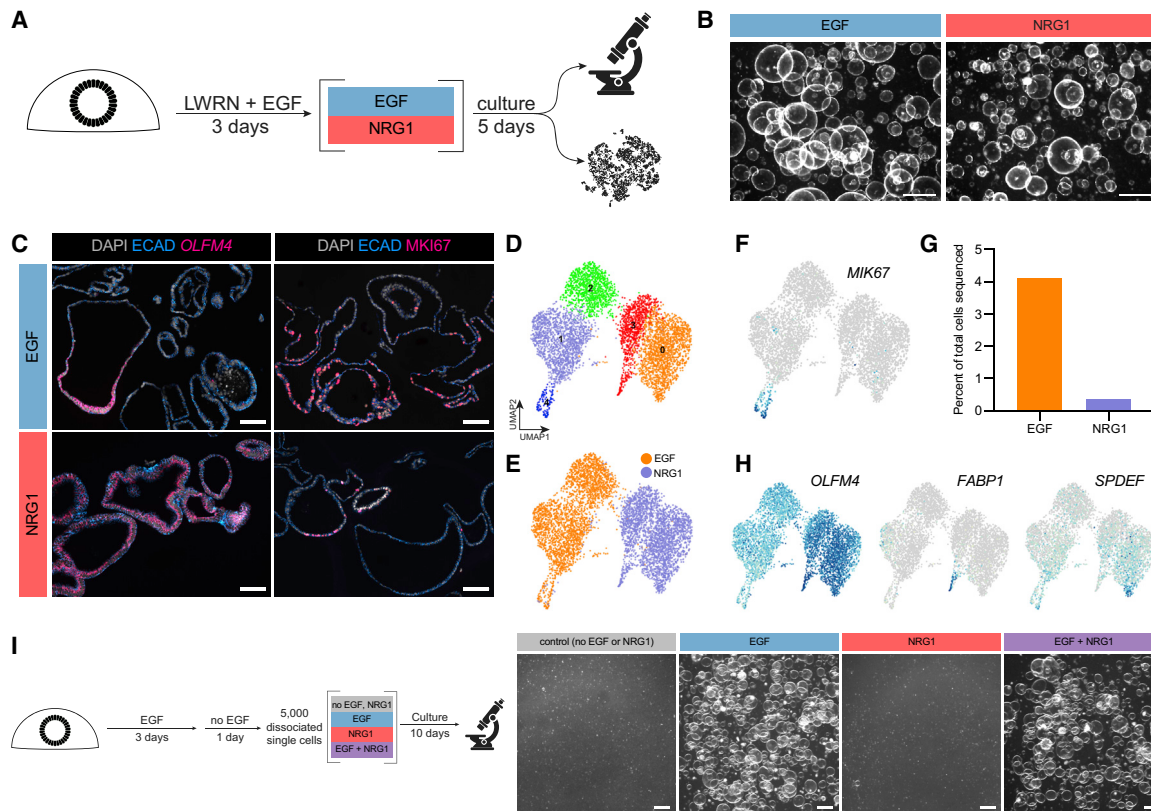 A
LWRN + EGF
3 days
EGF
NRG1
culture
5 days
B
EGF
NRG1
C
DAPI ECAD OLFM4
DAPI ECAD MKI67
EGF
NRG1
D
2
1
3
0
4
UMAP2
UMAP1
E
EGF
NRG1
F
MIK67
G
Percent of total cells sequenced
5
4
3
2
1
0
EGF
NRG1
H
OLFM4
FABP1
SPDEF
I
EGF
3 days
no EGF
1 day
5,000
dissociated
single cells
no EGF, NRG1
EGF
NRG1
EGF + NRG1
Culture
10 days
control (no EGF or NRG1)
EGF
NRG1
EGF + NRG1